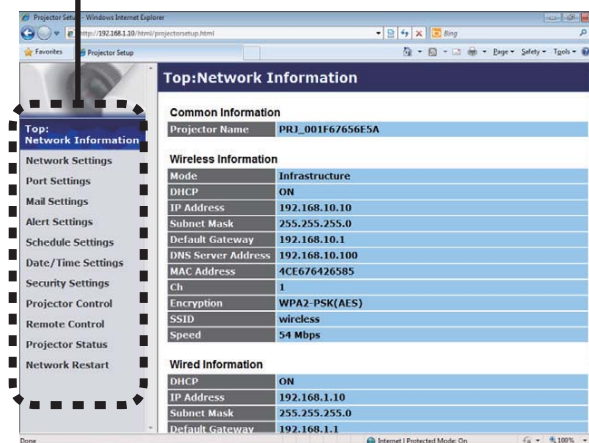 Projector Setup - Windows Internet Explorer
http://192.168.1.10/html/projectorsetup.html
Bing
Favorites Projector Setup Page Safety Tools
Top:Network Information
Top:
Network Information
Network Settings
Port Settings
Mail Settings
Alert Settings
Schedule Settings
Date/Time Settings
Security Settings
Projector Control
Remote Control
Projector Status
Network Restart
Common Information
Projector Name PRJ_001F67656E5A
Wireless Information
Mode Infrastructure
DHCP ON
IP Address 192.168.10.10
Subnet Mask 255.255.255.0
Default Gateway 192.168.10.1
DNS Server Address 192.168.10.100
MAC Address 4CE676426585
Ch 1
Encryption WPA2-PSK(AES)
SSID wireless
Speed 54 Mbps
Wired Information
DHCP ON
IP Address 192.168.1.10
Subnet Mask 255.255.255.0
Default Gateway 192.168.1.1
Done Internet | Protected Mode: On 100%